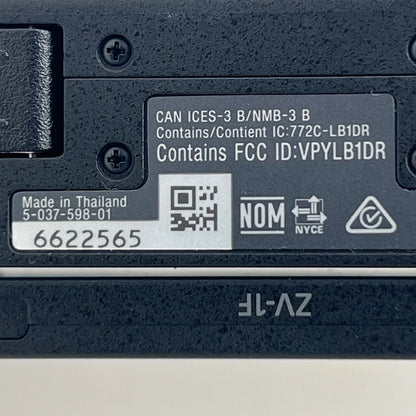 CAN ICES-3 B/NMB-3 B
Contains/Contient IC:772C-LB1DR
Contains FCC ID:VPYLB1DR
Made in Thailand
5-037-598-01
6622565
NOM
NYCE
ZV-1F